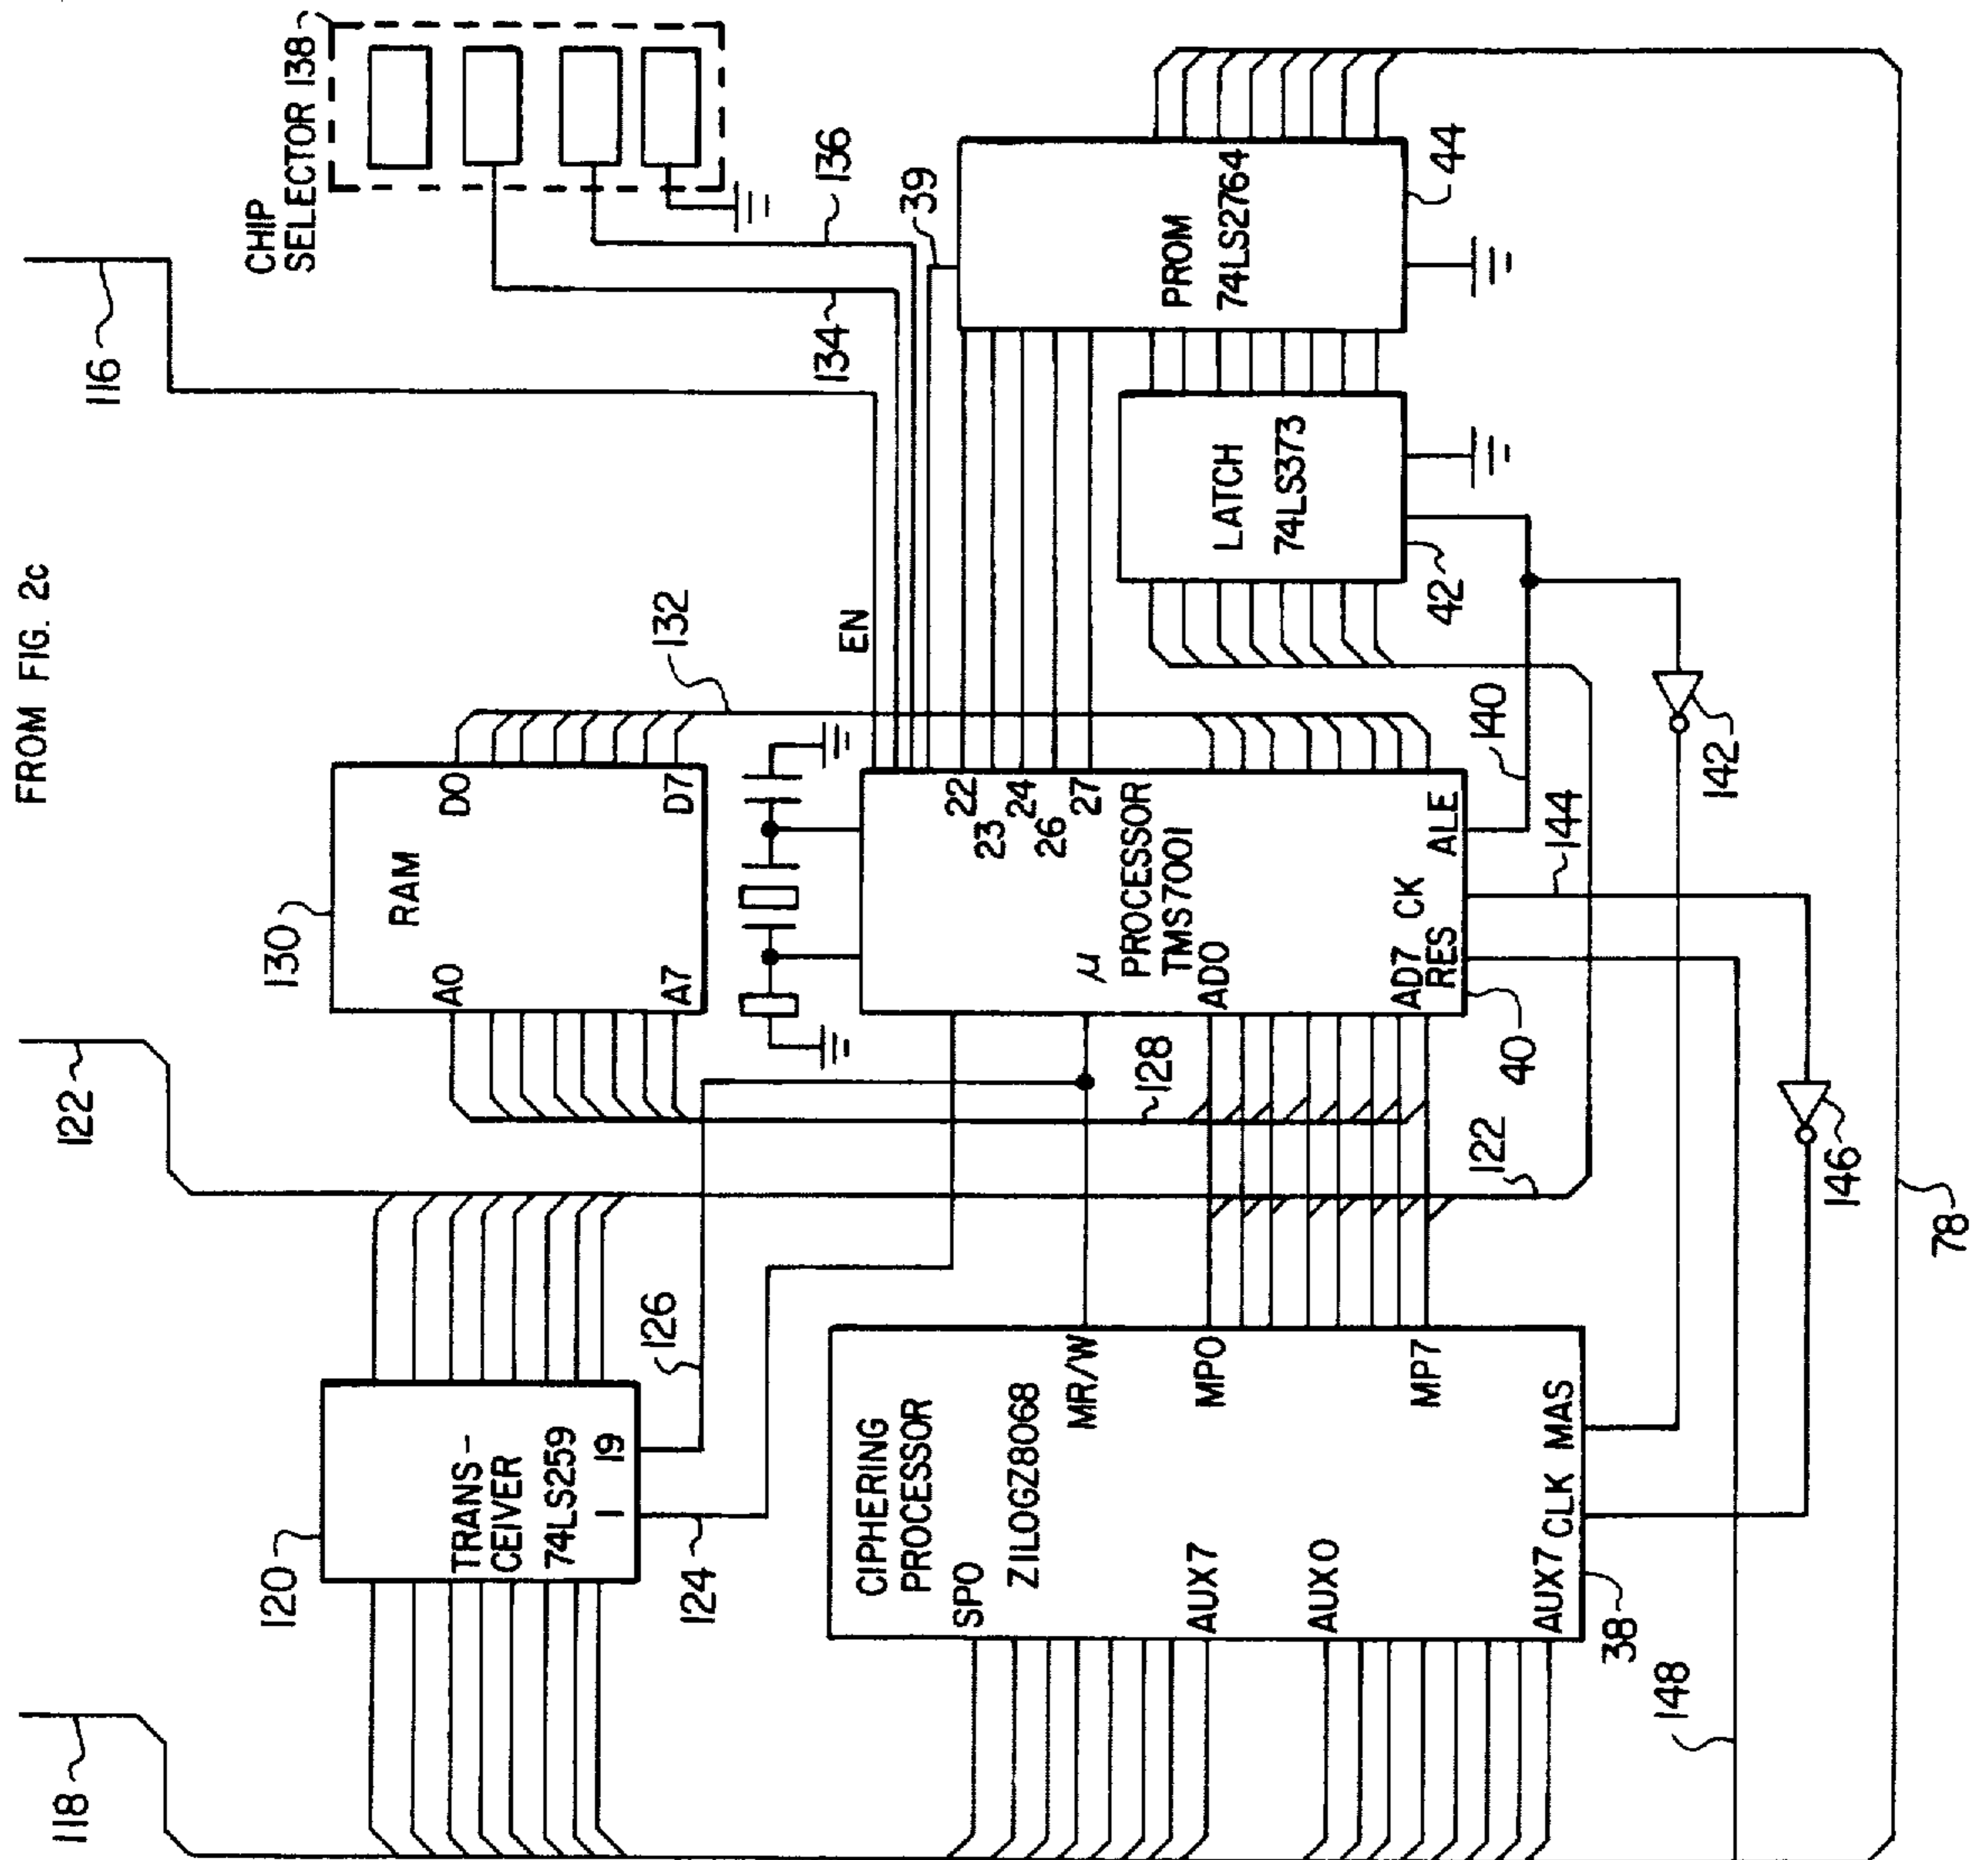 FROM FIG. 2c
118
122
116
CHIP
SELECTOR 138
120
TRANS-
CEIVER
74LS259
1 19
124
126
130
RAM
A0
A7
D0
D7
132
EN
134
136
39
CIPHERING
PROCESSOR
SP0
ZILOGZ8068
MR/W
AUX7
MP0
AUX0
MP7
AUX7
CLK MAS
38
128
122
22
23
24
26
27
μ
PROCESSOR
TMS7001
AD0
AD7
RES
CK
ALE
40
LATCH
74LS373
42
PROM
74LS2764
44
140
142
144
146
148
78